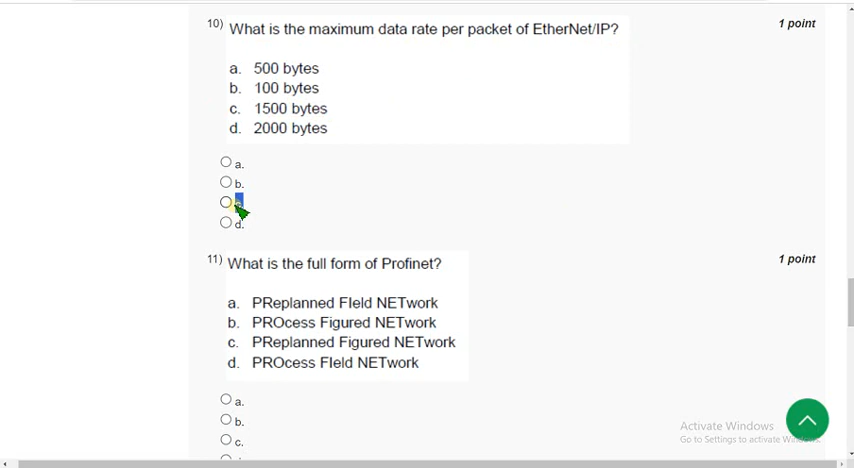 10) What is the maximum data rate per packet of EtherNet/IP? 1 point
a. 500 bytes
b. 100 bytes
c. 1500 bytes
d. 2000 bytes
a.
b.
d.
11) What is the full form of Profinet? 1 point
a. PReplanned FIeld NETwork
b. PROcess Figured NETwork
c. PReplanned Figured NETwork
d. PROcess FIeld NETwork
a.
b.
c.
Activate Windows
Go to Settings to activate Windows.